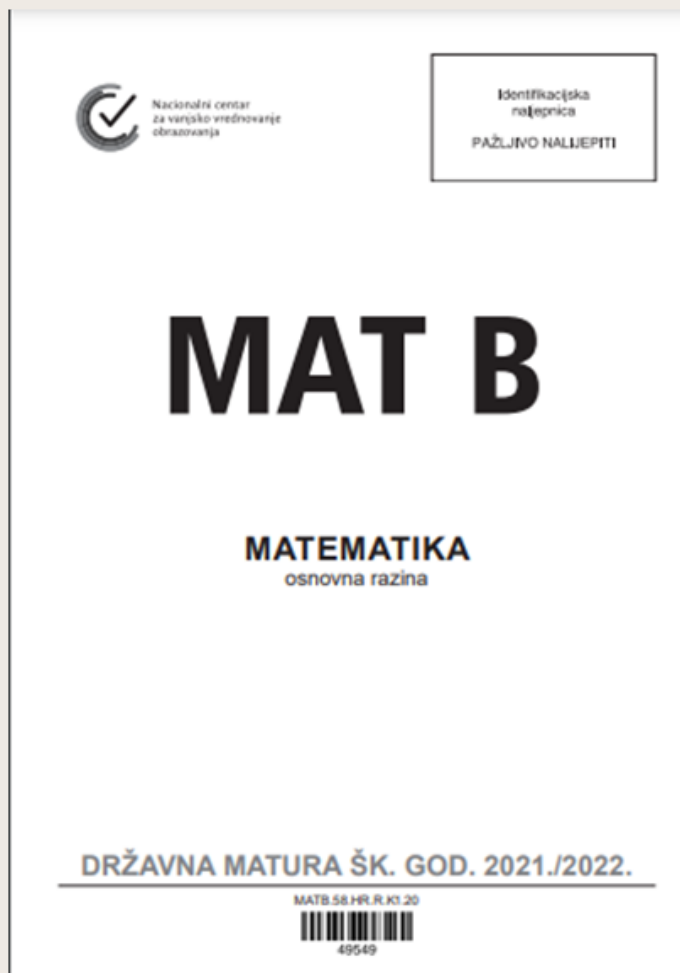 Nacionalni centar
za vanjsko vrednovanje
obrazovanja
Identifikacijska
naljepnica
PAŽLJIVO NALIJEPITI
MAT B
MATEMATIKA
osnovna razina
DRŽAVNA MATURA ŠK. GOD. 2021./2022.
MATB.58.HR.R.K1.20
49549